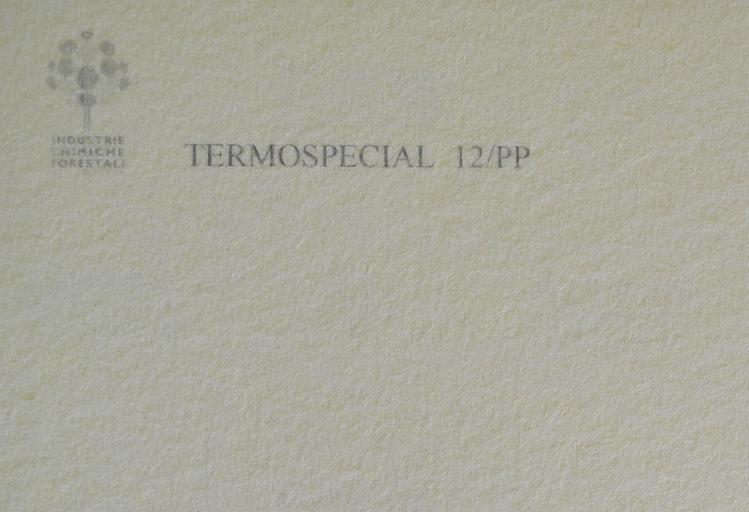 INDUSTRIE
CHIMICHE
FORESTALI
TERMOSPECIAL 12/PP